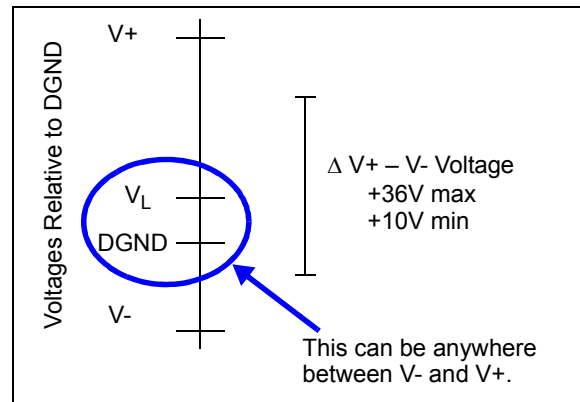 Voltages Relative to DGND
V+
VL
DGND
V-
Δ V+ – V- Voltage
+36V max
+10V min
This can be anywhere
between V- and V+.